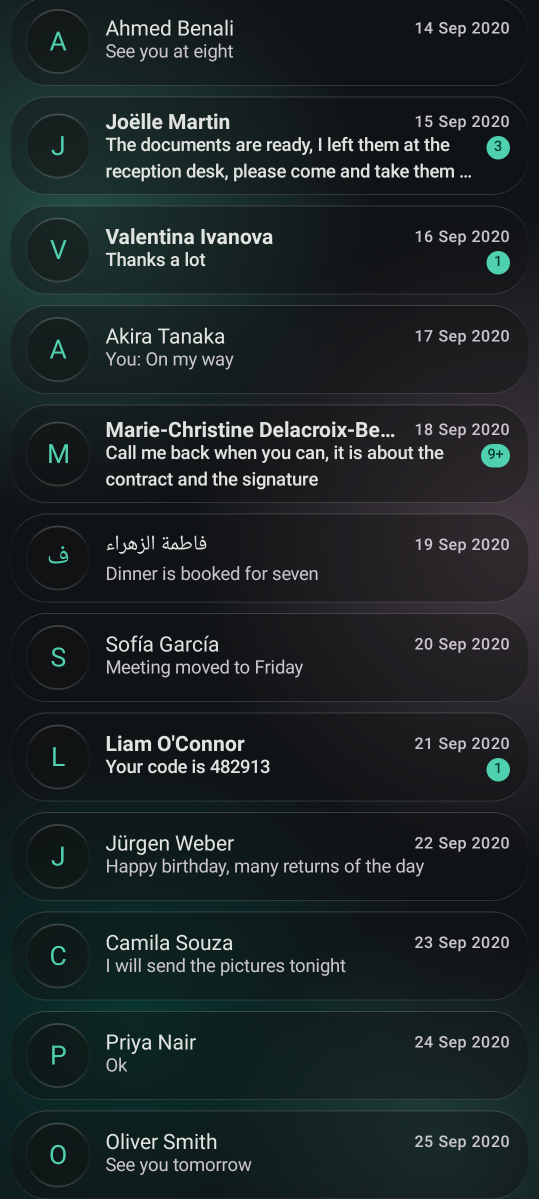 A
Ahmed Benali
14 Sep 2020
See you at eight
J
Joëlle Martin
15 Sep 2020
The documents are ready, I left them at the
3
reception desk, please come and take them …
V
Valentina Ivanova
16 Sep 2020
Thanks a lot
1
A
Akira Tanaka
17 Sep 2020
You: On my way
M
Marie-Christine Delacroix-Be…
18 Sep 2020
Call me back when you can, it is about the
9+
contract and the signature
ف
فاطمة الزهراء
19 Sep 2020
Dinner is booked for seven
S
Sofía García
20 Sep 2020
Meeting moved to Friday
L
Liam O'Connor
21 Sep 2020
Your code is 482913
1
J
Jürgen Weber
22 Sep 2020
Happy birthday, many returns of the day
C
Camila Souza
23 Sep 2020
I will send the pictures tonight
P
Priya Nair
24 Sep 2020
Ok
O
Oliver Smith
25 Sep 2020
See you tomorrow